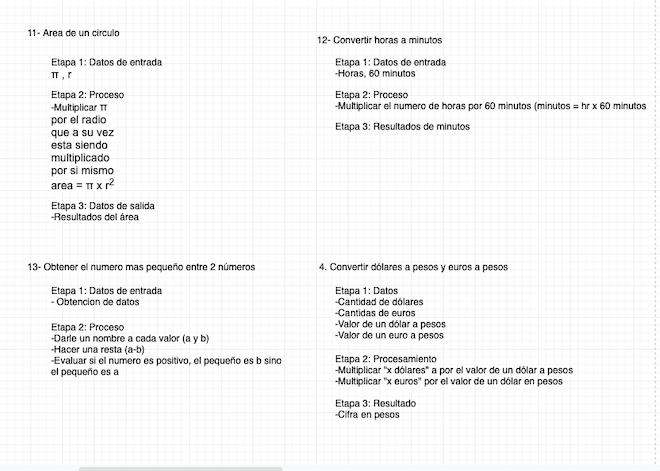 11- Area de un circulo
Etapa 1: Datos de entrada
π , r
Etapa 2: Proceso
-Multiplicar π
por el radio
que a su vez
esta siendo
multiplicado
por si mismo
area = π x r²
Etapa 3: Datos de salida
-Resultados del área
12- Convertir horas a minutos
Etapa 1: Datos de entrada
-Horas, 60 minutos
Etapa 2: Proceso
-Multiplicar el numero de horas por 60 minutos (minutos = hr x 60 minutos
Etapa 3: Resultados de minutos
13- Obtener el numero mas pequeño entre 2 números
Etapa 1: Datos de entrada
- Obtencion de datos
Etapa 2: Proceso
-Darle un nombre a cada valor (a y b)
-Hacer una resta (a-b)
-Evaluar si el numero es positivo, el pequeño es b sino
el pequeño es a
4. Convertir dólares a pesos y euros a pesos
Etapa 1: Datos
-Cantidad de dólares
-Cantidas de euros
-Valor de un dólar a pesos
-Valor de un euro a pesos
Etapa 2: Procesamiento
-Multiplicar "x dólares" a por el valor de un dólar a pesos
-Multiplicar "x euros" por el valor de un dólar en pesos
Etapa 3: Resultado
-Cifra en pesos